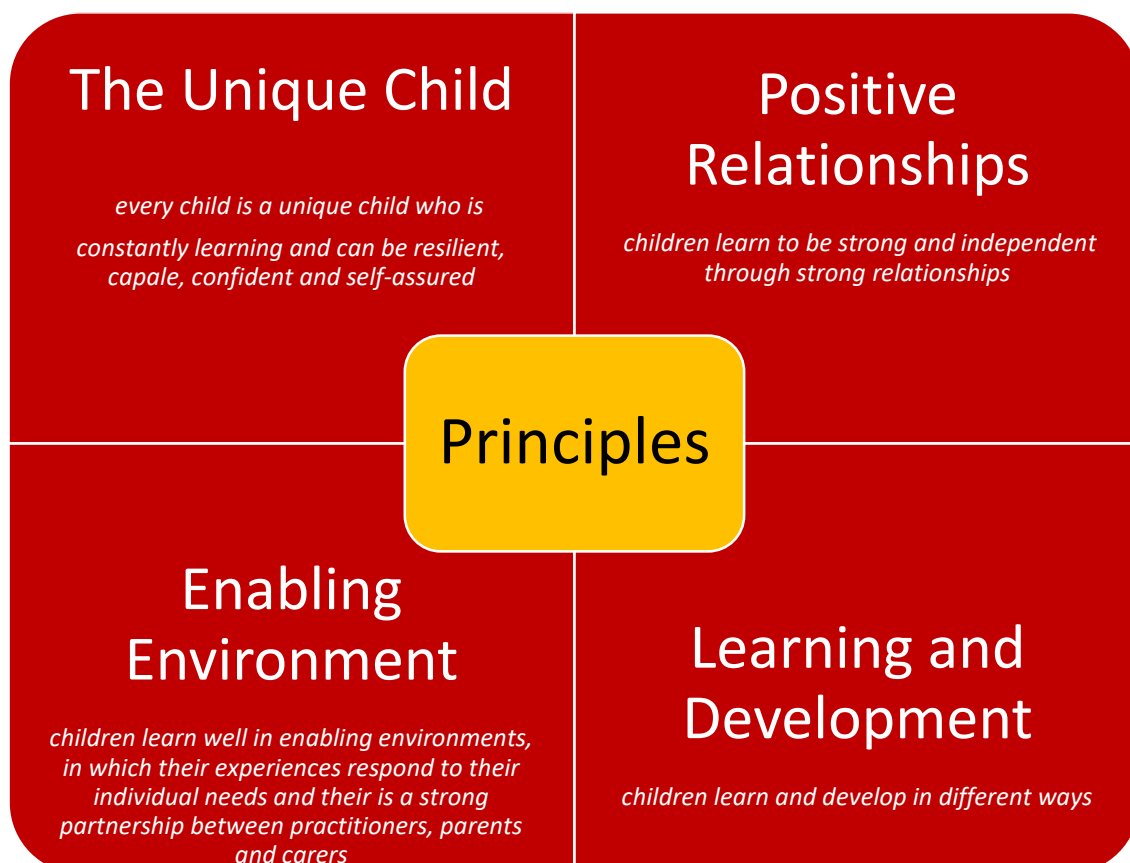 The Unique Child
every child is a unique child who is
constantly learning and can be resilient,
capale, confident and self-assured
Positive
Relationships
children learn to be strong and independent
through strong relationships
Principles
Enabling
Environment
children learn well in enabling environments,
in which their experiences respond to their
individual needs and their is a strong
partnership between practitioners, parents
and carers
Learning and
Development
children learn and develop in different ways